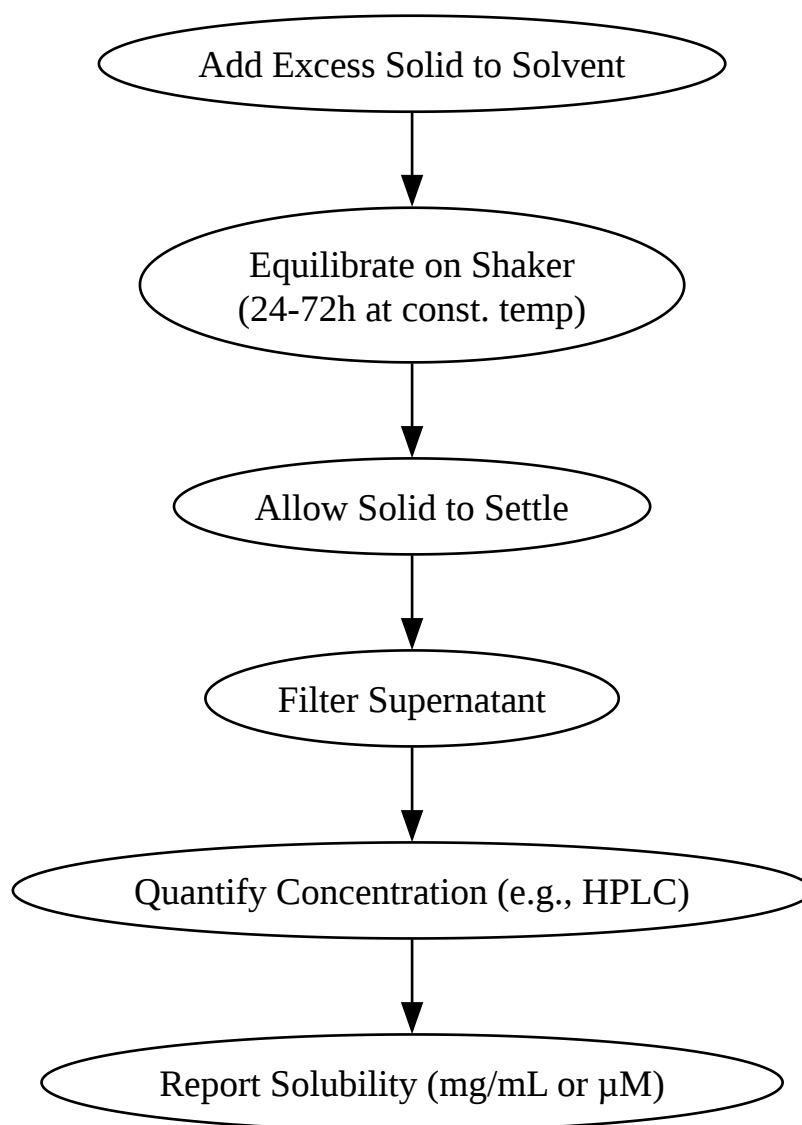 Add Excess Solid to Solvent
Equilibrate on Shaker
(24-72h at const. temp)
Allow Solid to Settle
Filter Supernatant
Quantify Concentration (e.g., HPLC)
Report Solubility (mg/mL or µM)